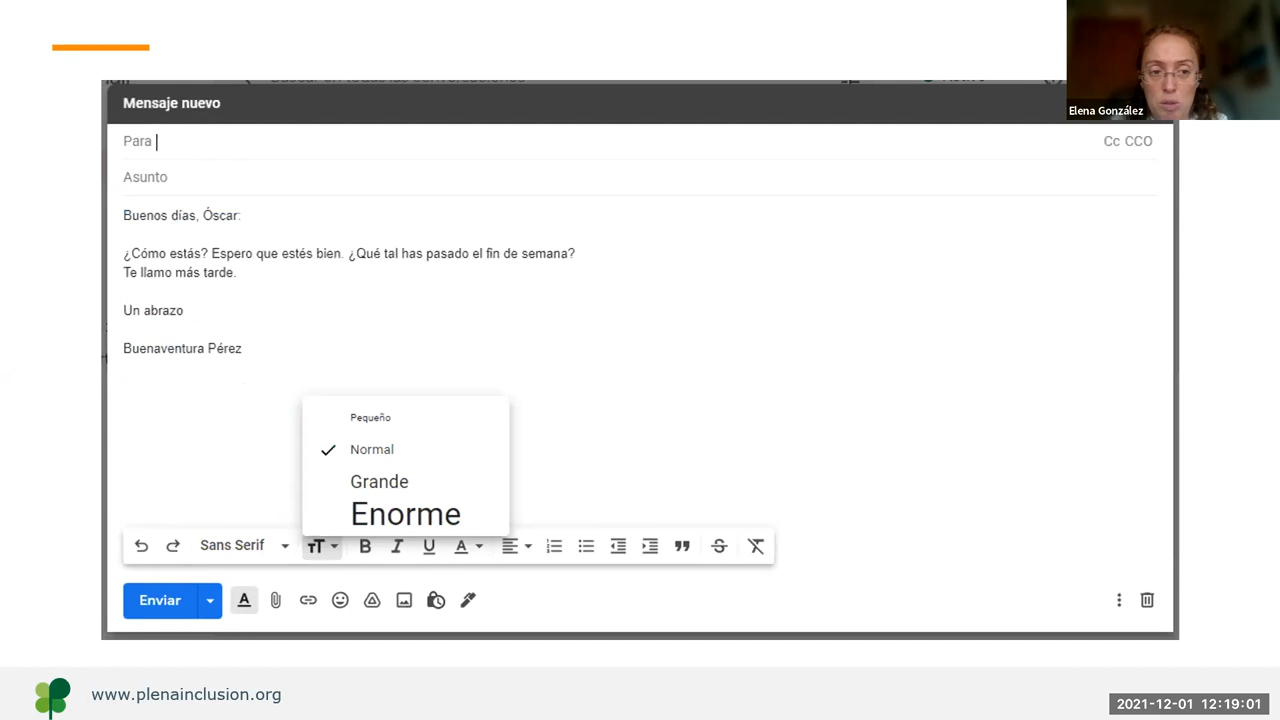 Mensaje nuevo
Elena González
Para
Cc CCO
Asunto
Buenos días, Óscar:
¿Cómo estás? Espero que estés bien. ¿Qué tal has pasado el fin de semana?
Te llamo más tarde.
Un abrazo
Buenaventura Pérez
Pequeño
Normal
Grande
Enorme
Sans Serif
Enviar
www.plenainclusion.org
2021-12-01 12:19:01